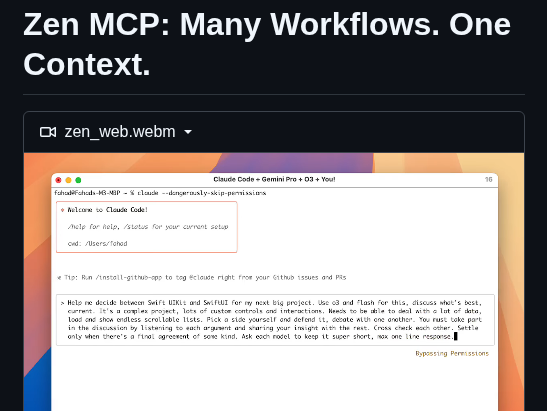 Zen MCP: Many Workflows. One
Context.
zen_web.webm
Claude Code + Gemini Pro + O3 + You!
fahad@Fahads-M3-MBP ~ % claude --dangerously-skip-permissions
* Welcome to Claude Code!
/help for help, /status for your current setup
cwd: /Users/fahad
※ Tip: Run /install-github-app to tag @claude right from your Github issues and PRs
> Help me decide between Swift UIKit and SwiftUI for my next big project. Use o3 and flash for this, discuss what's best,
current. It's a complex project, lots of custom controls and interactions. Needs to be able to deal with a lot of data,
load and show endless scrollable lists. Pick a side yourself and defend it, debate with one another. You must take part
in the discussion by listening to each argument and sharing your insight with the rest. Cross check each other. Settle
only when there's a final agreement of some kind. Ask each model to keep it super short, max one line response.
Bypassing Permissions